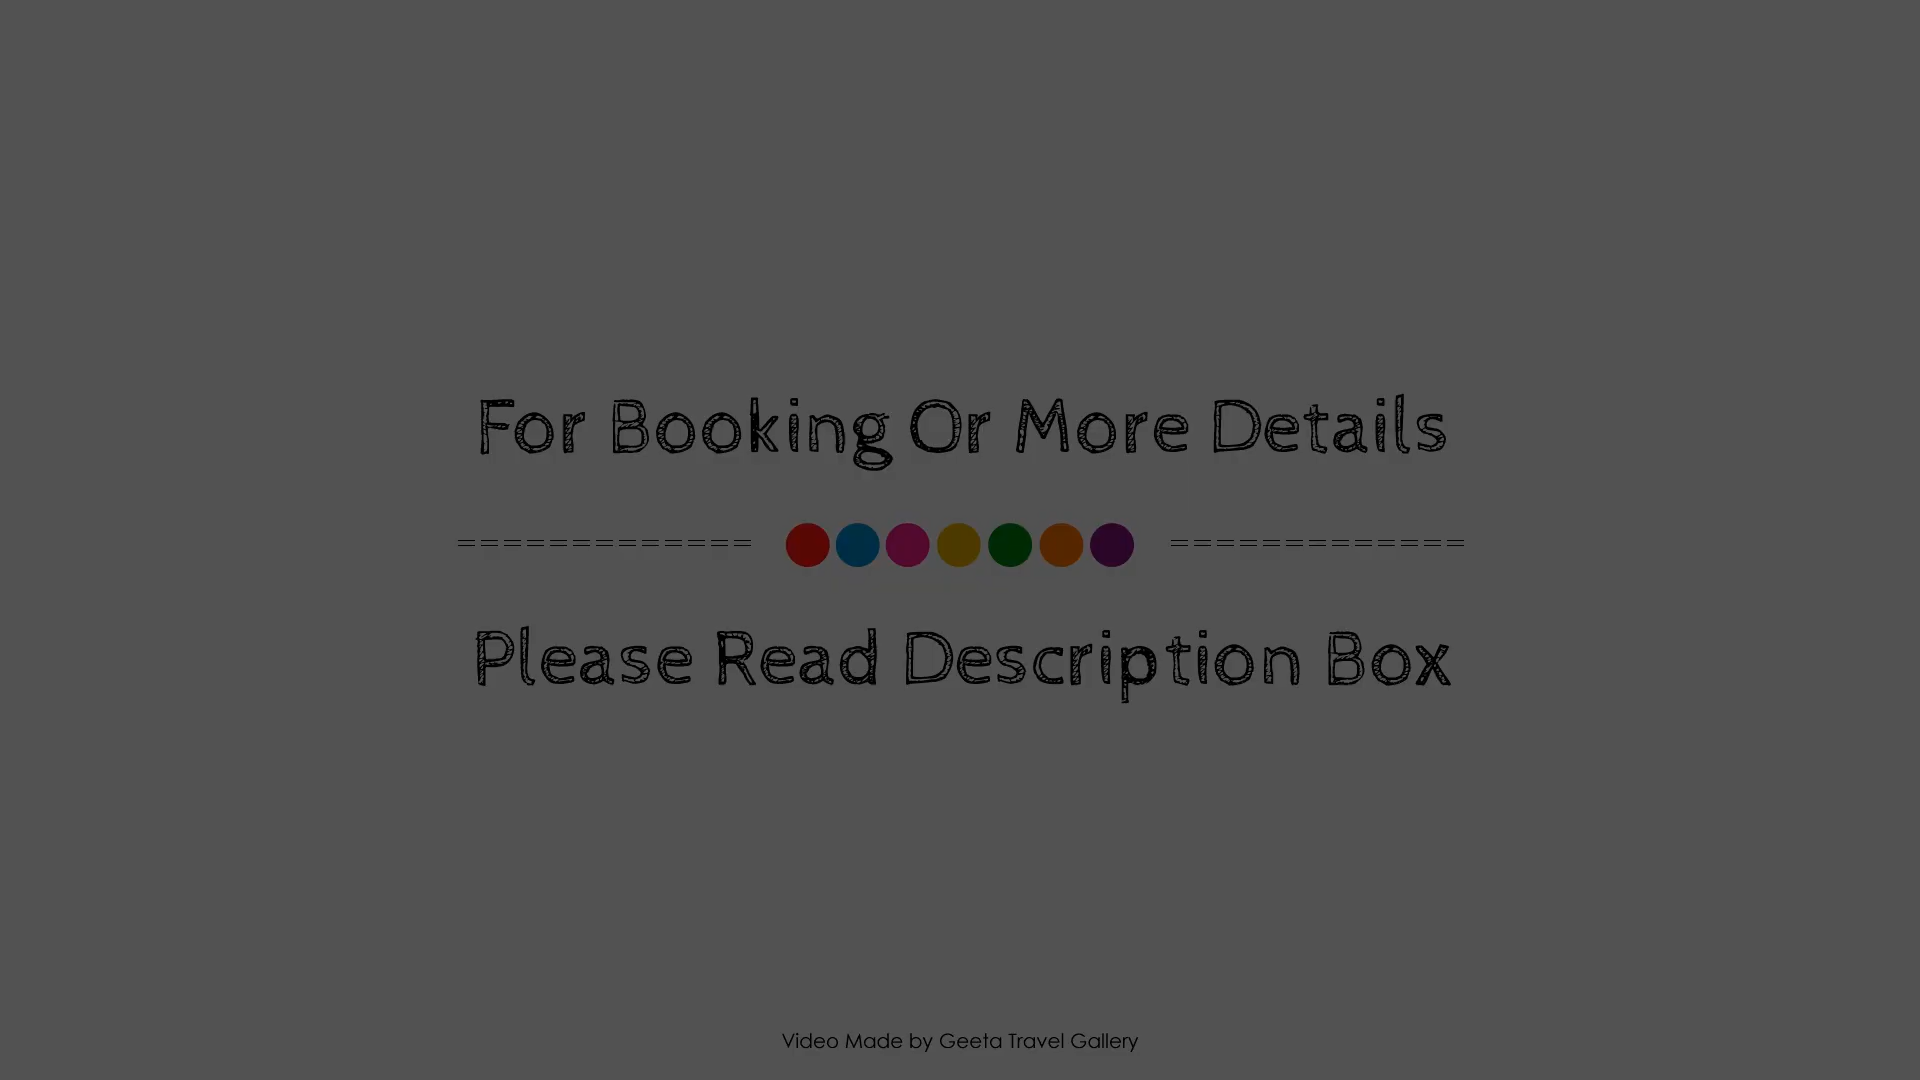 For Booking Or More Details
============= =============
Please Read Description Box
Video Made by Geeta Travel Gallery